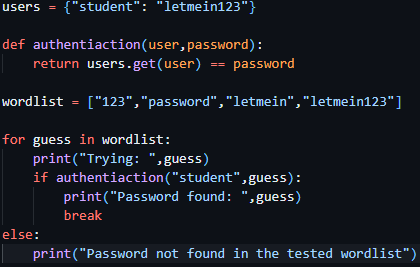 users = {"student": "letmein123"}
def authentiaction(user,password):
    return users.get(user) == password
wordlist = ["123","password","letmein","letmein123"]
for guess in wordlist:
    print("Trying: ",guess)
    if authentiaction("student",guess):
        print("Password found: ",guess)
        break
else:
    print("Password not found in the tested wordlist")